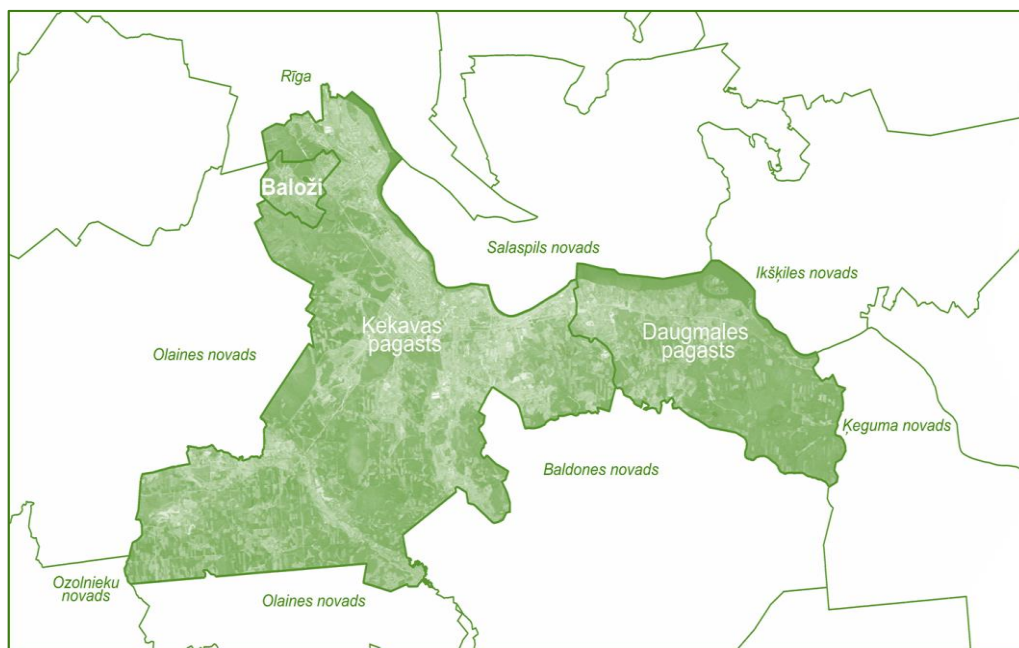 Rīga
Baloži
Salaspils novads
Ikšķiles novads
Ķekavas
pagasts
Daugmales
pagasts
Olaines novads
Ķeguma novads
Baldones novads
Ozolnieku
novads
Olaines novads